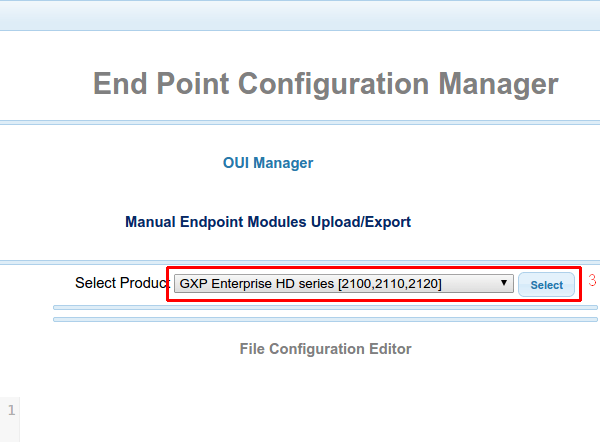 End Point Configuration Manager
OUI Manager
Manual Endpoint Modules Upload/Export
Select Product GXP Enterprise HD series [2100,2110,2120] Select 3
File Configuration Editor
1